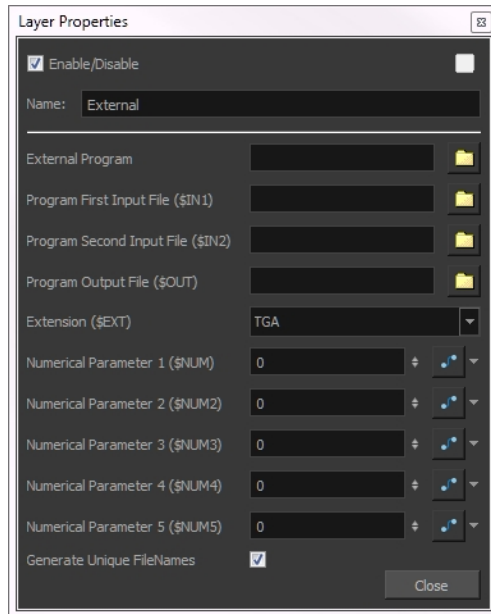 Layer Properties
Enable/Disable
Name: External
External Program
Program First Input File ($IN1)
Program Second Input File ($IN2)
Program Output File ($OUT)
Extension ($EXT) TGA
Numerical Parameter 1 ($NUM) 0
Numerical Parameter 2 ($NUM2) 0
Numerical Parameter 3 ($NUM3) 0
Numerical Parameter 4 ($NUM4) 0
Numerical Parameter 5 ($NUM5) 0
Generate Unique FileNames
Close